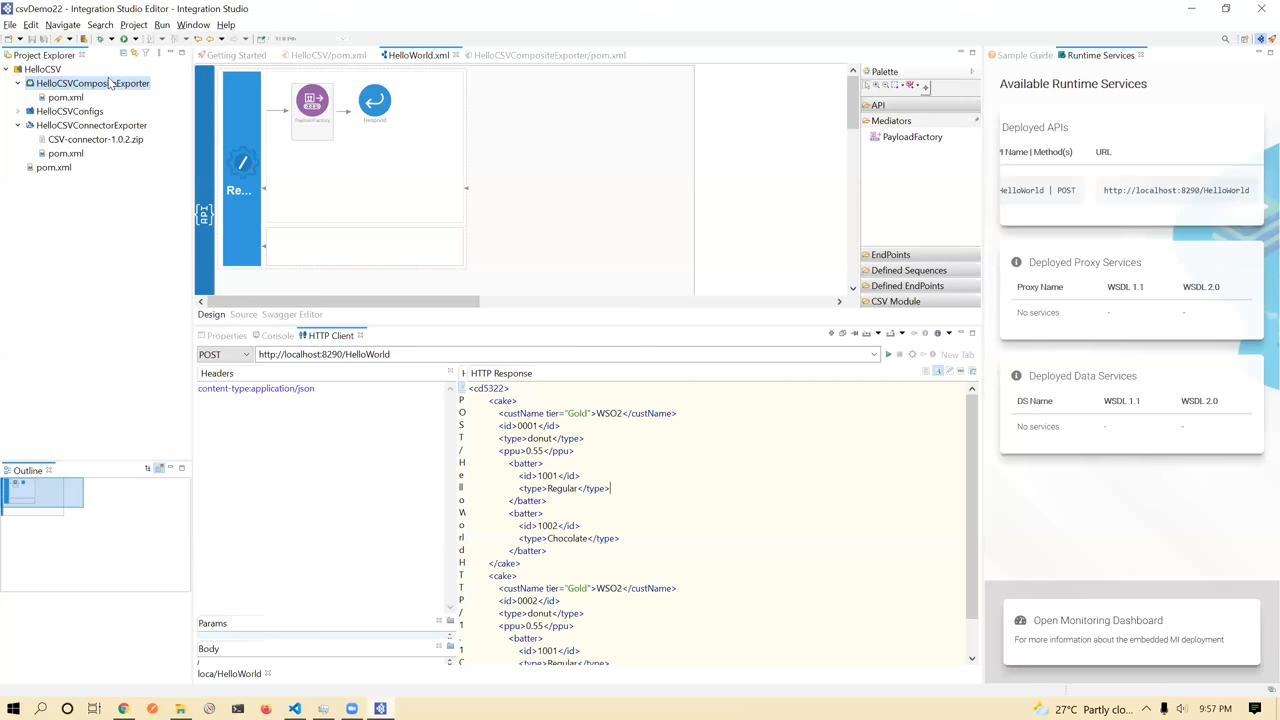 csvDemo22 - Integration Studio Editor - Integration Studio
File Edit Navigate Search Project Run Window Help
100%
Project Explorer
HelloCSV
HelloCSVCompositeExporter
pom.xml
HelloCSVConfigs
HelloCSVConnectorExporter
CSV-connector-1.0.2.zip
pom.xml
pom.xml
Outline
Getting Started HelloCSV/pom.xml HelloWorld.xml HelloCSVCompositeExporter/pom.xml
API
Re...
PayloadFactory
Respond
Palette
API
Mediators
PayloadFactory
EndPoints
Defined Sequences
Defined EndPoints
CSV Module
Design Source Swagger Editor
Properties Console HTTP Client
POST http://localhost:8290/HelloWorld New Tab
Headers
content-type:application/json
Params
Body
loca/HelloWorld
HTTP Response
<cd5322>
<cake>
<custName tier="Gold">WSO2</custName>
<id>0001</id>
<type>donut</type>
<ppu>0.55</ppu>
<batter>
<id>1001</id>
<type>Regular</type>
</batter>
<batter>
<id>1002</id>
<type>Chocolate</type>
</batter>
</cake>
<cake>
<custName tier="Gold">WSO2</custName>
<id>0002</id>
<type>donut</type>
<ppu>0.55</ppu>
<batter>
<id>1001</id>
<type>Regular</type>
Sample Guide Runtime Services
Available Runtime Services
Deployed APIs
I Name | Method(s) URL
HelloWorld | POST http://localhost:8290/HelloWorld
Deployed Proxy Services
Proxy Name WSDL 1.1 WSDL 2.0
No services - -
Deployed Data Services
DS Name WSDL 1.1 WSDL 2.0
No services - -
Open Monitoring Dashboard
For more information about the embedded MI deployment
27°C Partly clo... 9:57 PM